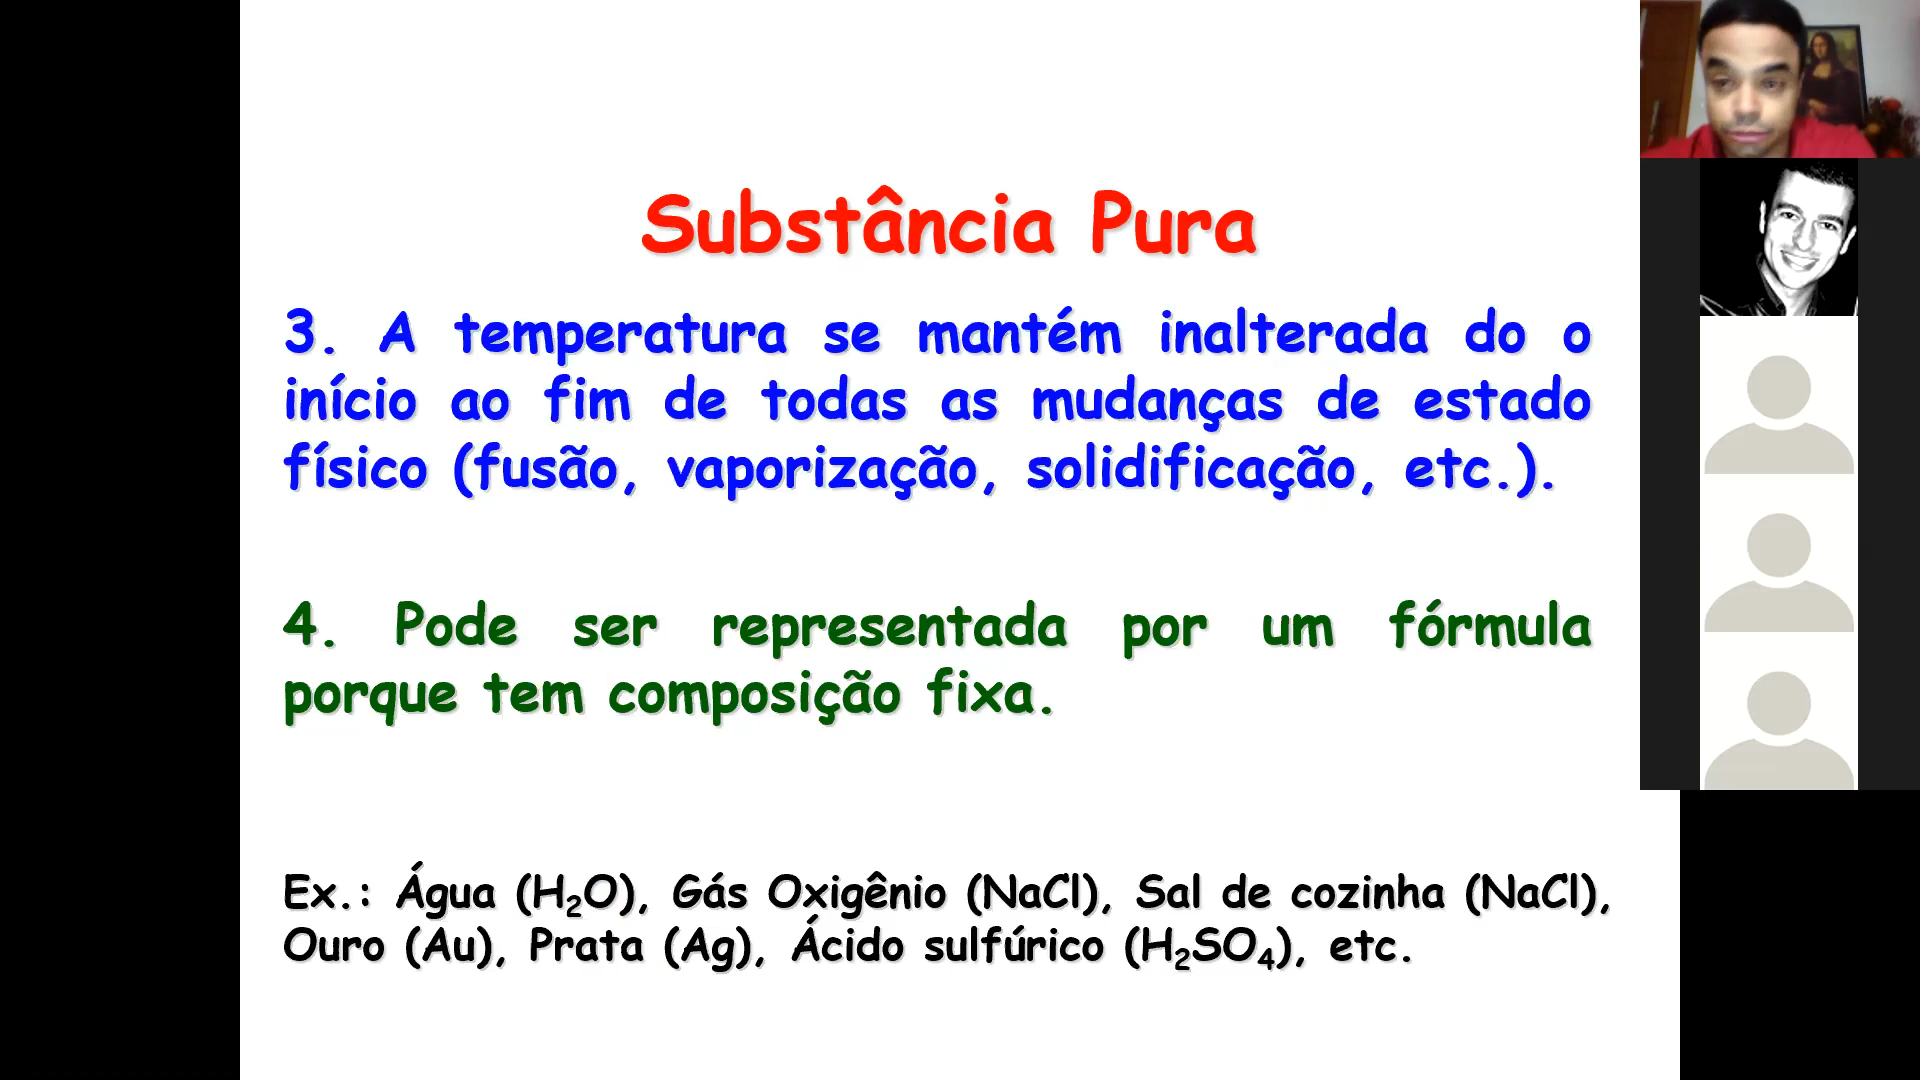 Substância Pura
3. A temperatura se mantém inalterada do o
início ao fim de todas as mudanças de estado
físico (fusão, vaporização, solidificação, etc.).
4. Pode ser representada por um fórmula
porque tem composição fixa.
Ex.: Água (H₂O), Gás Oxigênio (NaCl), Sal de cozinha (NaCl),
Ouro (Au), Prata (Ag), Ácido sulfúrico (H₂SO₄), etc.